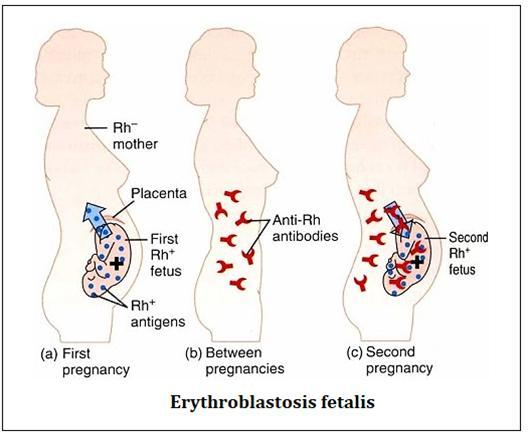 Rh⁻
mother
Placenta
First
Rh⁺
fetus
Rh⁺
antigens
(a) First
pregnancy
Anti-Rh
antibodies
(b) Between
pregnancies
Second
Rh⁺
fetus
(c) Second
pregnancy
Erythroblastosis fetalis